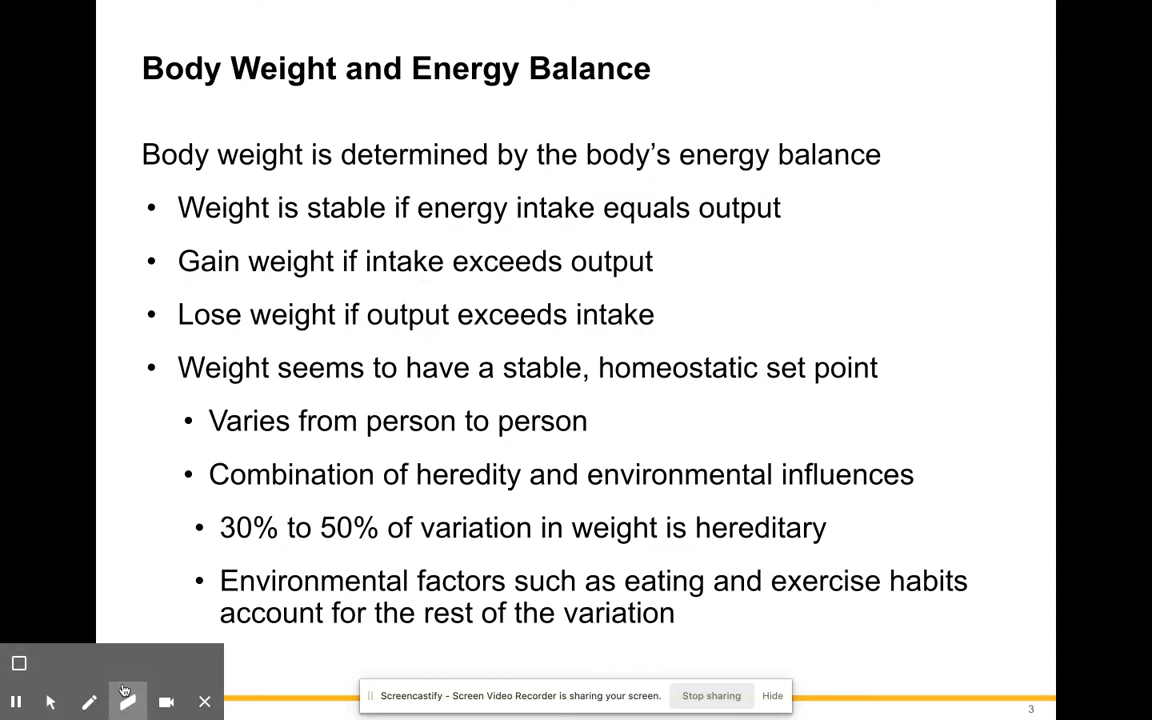 Body Weight and Energy Balance
Body weight is determined by the body's energy balance
• Weight is stable if energy intake equals output
• Gain weight if intake exceeds output
• Lose weight if output exceeds intake
• Weight seems to have a stable, homeostatic set point
• Varies from person to person
• Combination of heredity and environmental influences
• 30% to 50% of variation in weight is hereditary
• Environmental factors such as eating and exercise habits
account for the rest of the variation
Screencastify - Screen Video Recorder is sharing your screen. Stop sharing Hide
3